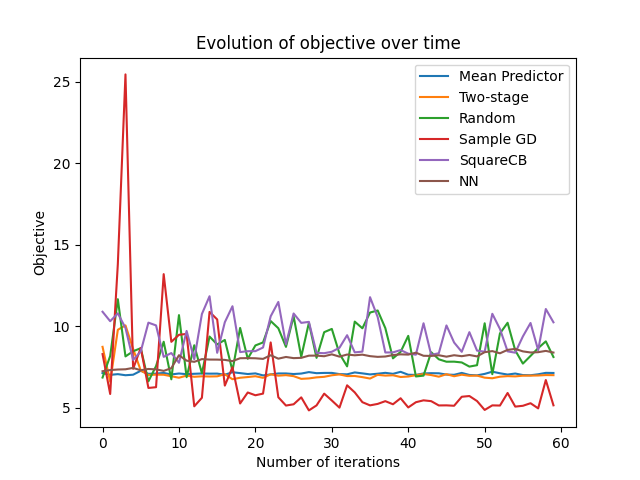 Evolution of objective over time
Mean Predictor
Two-stage
Random
Sample GD
SquareCB
NN
25
20
15
10
5
Objective
0
10
20
30
40
50
60
Number of iterations